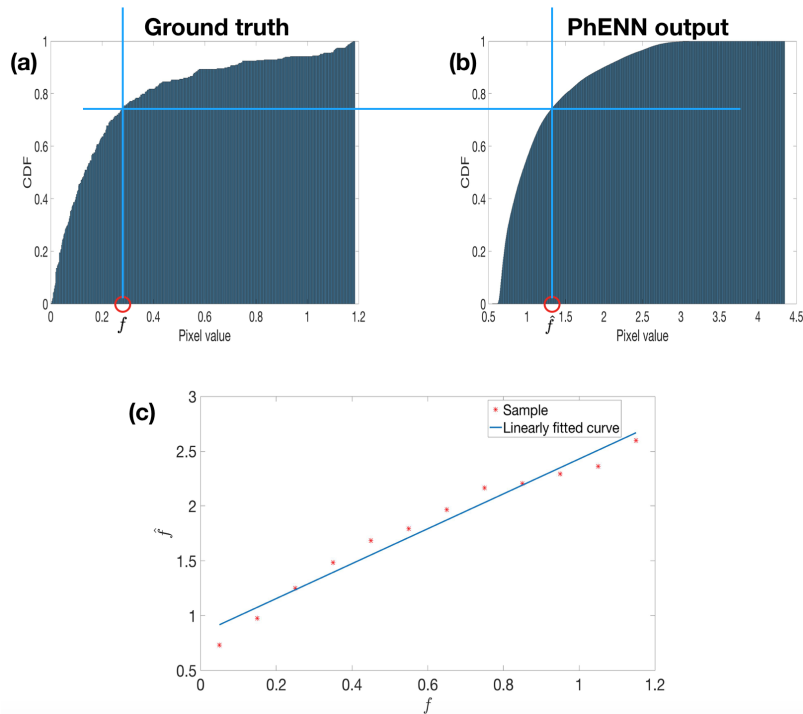 Ground truth
PhENN output
(a)
(b)
1
0.8
0.6
0.4
0.2
0
CDF
0 0.2 0.4 0.6 0.8 1 1.2
f
Pixel value
1
0.8
0.6
0.4
0.2
0
CDF
0.5 1 1.5 2 2.5 3 3.5 4 4.5
f̂
Pixel value
(c)
3
2.5
2
1.5
1
0.5
f̂
Sample
Linearly fitted curve
0 0.2 0.4 0.6 0.8 1 1.2
f